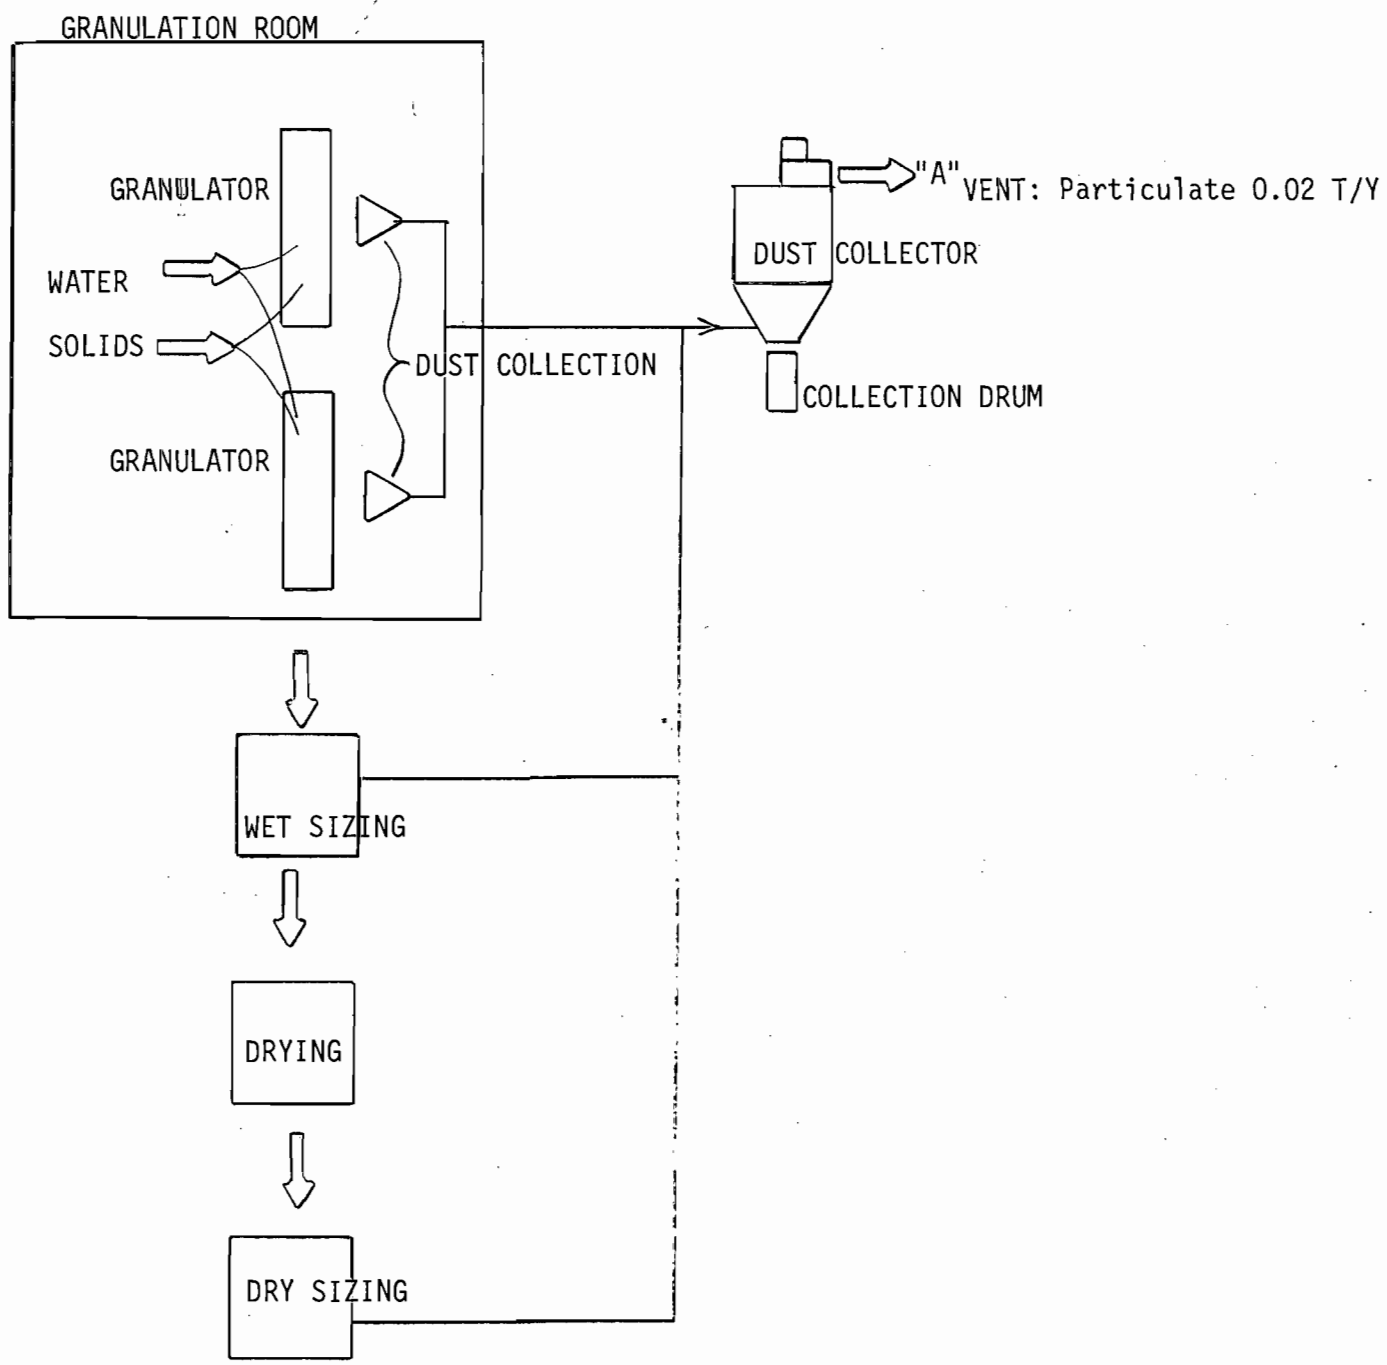 GRANULATION ROOM
GRANULATOR
WATER
SOLIDS
GRANULATOR
DUST COLLECTION
"A" VENT: Particulate 0.02 T/Y
DUST COLLECTOR
COLLECTION DRUM
WET SIZING
DRYING
DRY SIZING